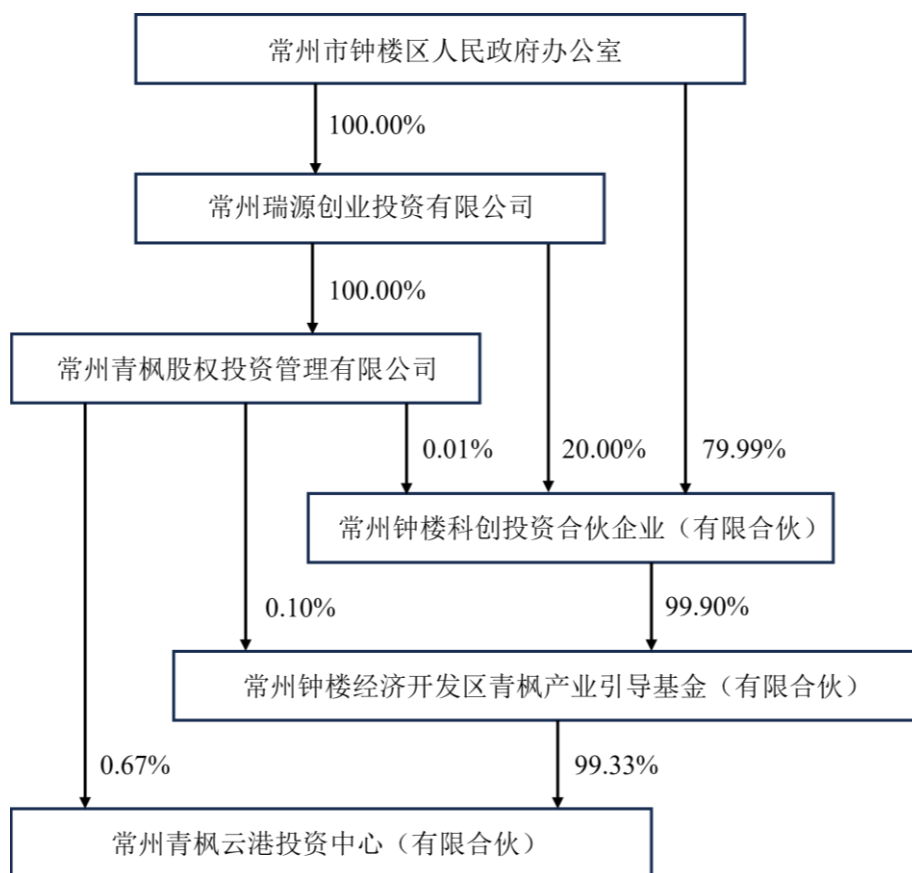 常州市钟楼区人民政府办公室
100.00%
常州瑞源创业投资有限公司
100.00%
常州青枫股权投资管理有限公司
0.01%
20.00%
79.99%
常州钟楼科创投资合伙企业（有限合伙）
0.10%
99.90%
常州钟楼经济开发区青枫产业引导基金（有限合伙）
0.67%
99.33%
常州青枫云港投资中心（有限合伙）